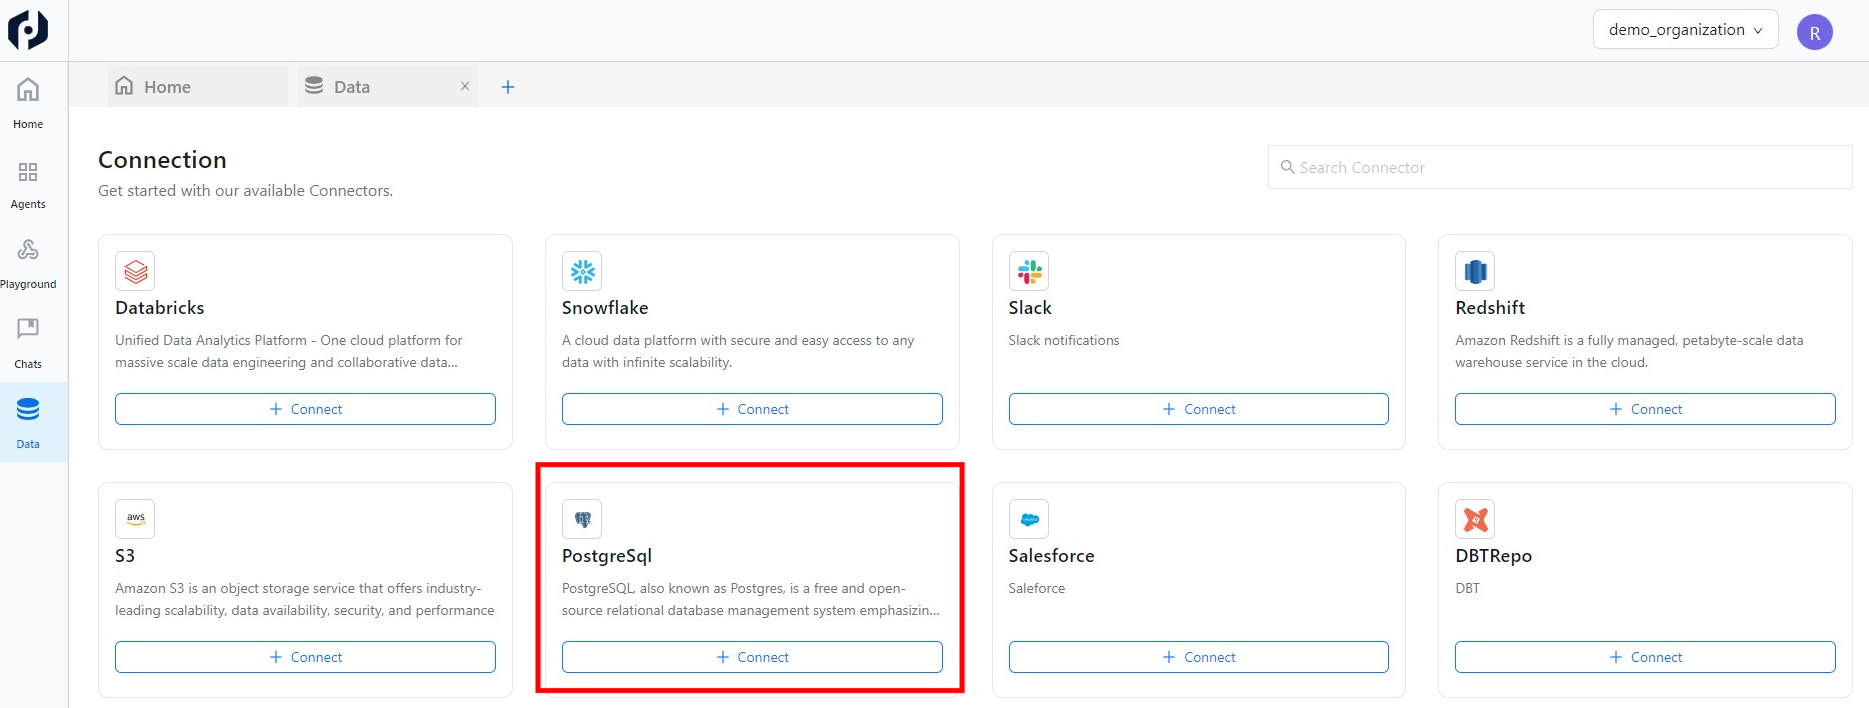 demo_organization
R
Home
Data
Home
Agents
Playground
Chats
Data
Connection
Get started with our available Connectors.
Search Connector
Databricks
Unified Data Analytics Platform - One cloud platform for
massive scale data engineering and collaborative data...
Connect
Snowflake
A cloud data platform with secure and easy access to any
data with infinite scalability.
Connect
Slack
Slack notifications
Connect
Redshift
Amazon Redshift is a fully managed, petabyte-scale data
warehouse service in the cloud.
Connect
aws
S3
Amazon S3 is an object storage service that offers industry-
leading scalability, data availability, security, and performance
Connect
PostgreSql
PostgreSQL, also known as Postgres, is a free and open-
source relational database management system emphasizin...
Connect
Salesforce
Saleforce
Connect
DBTRepo
DBT
Connect